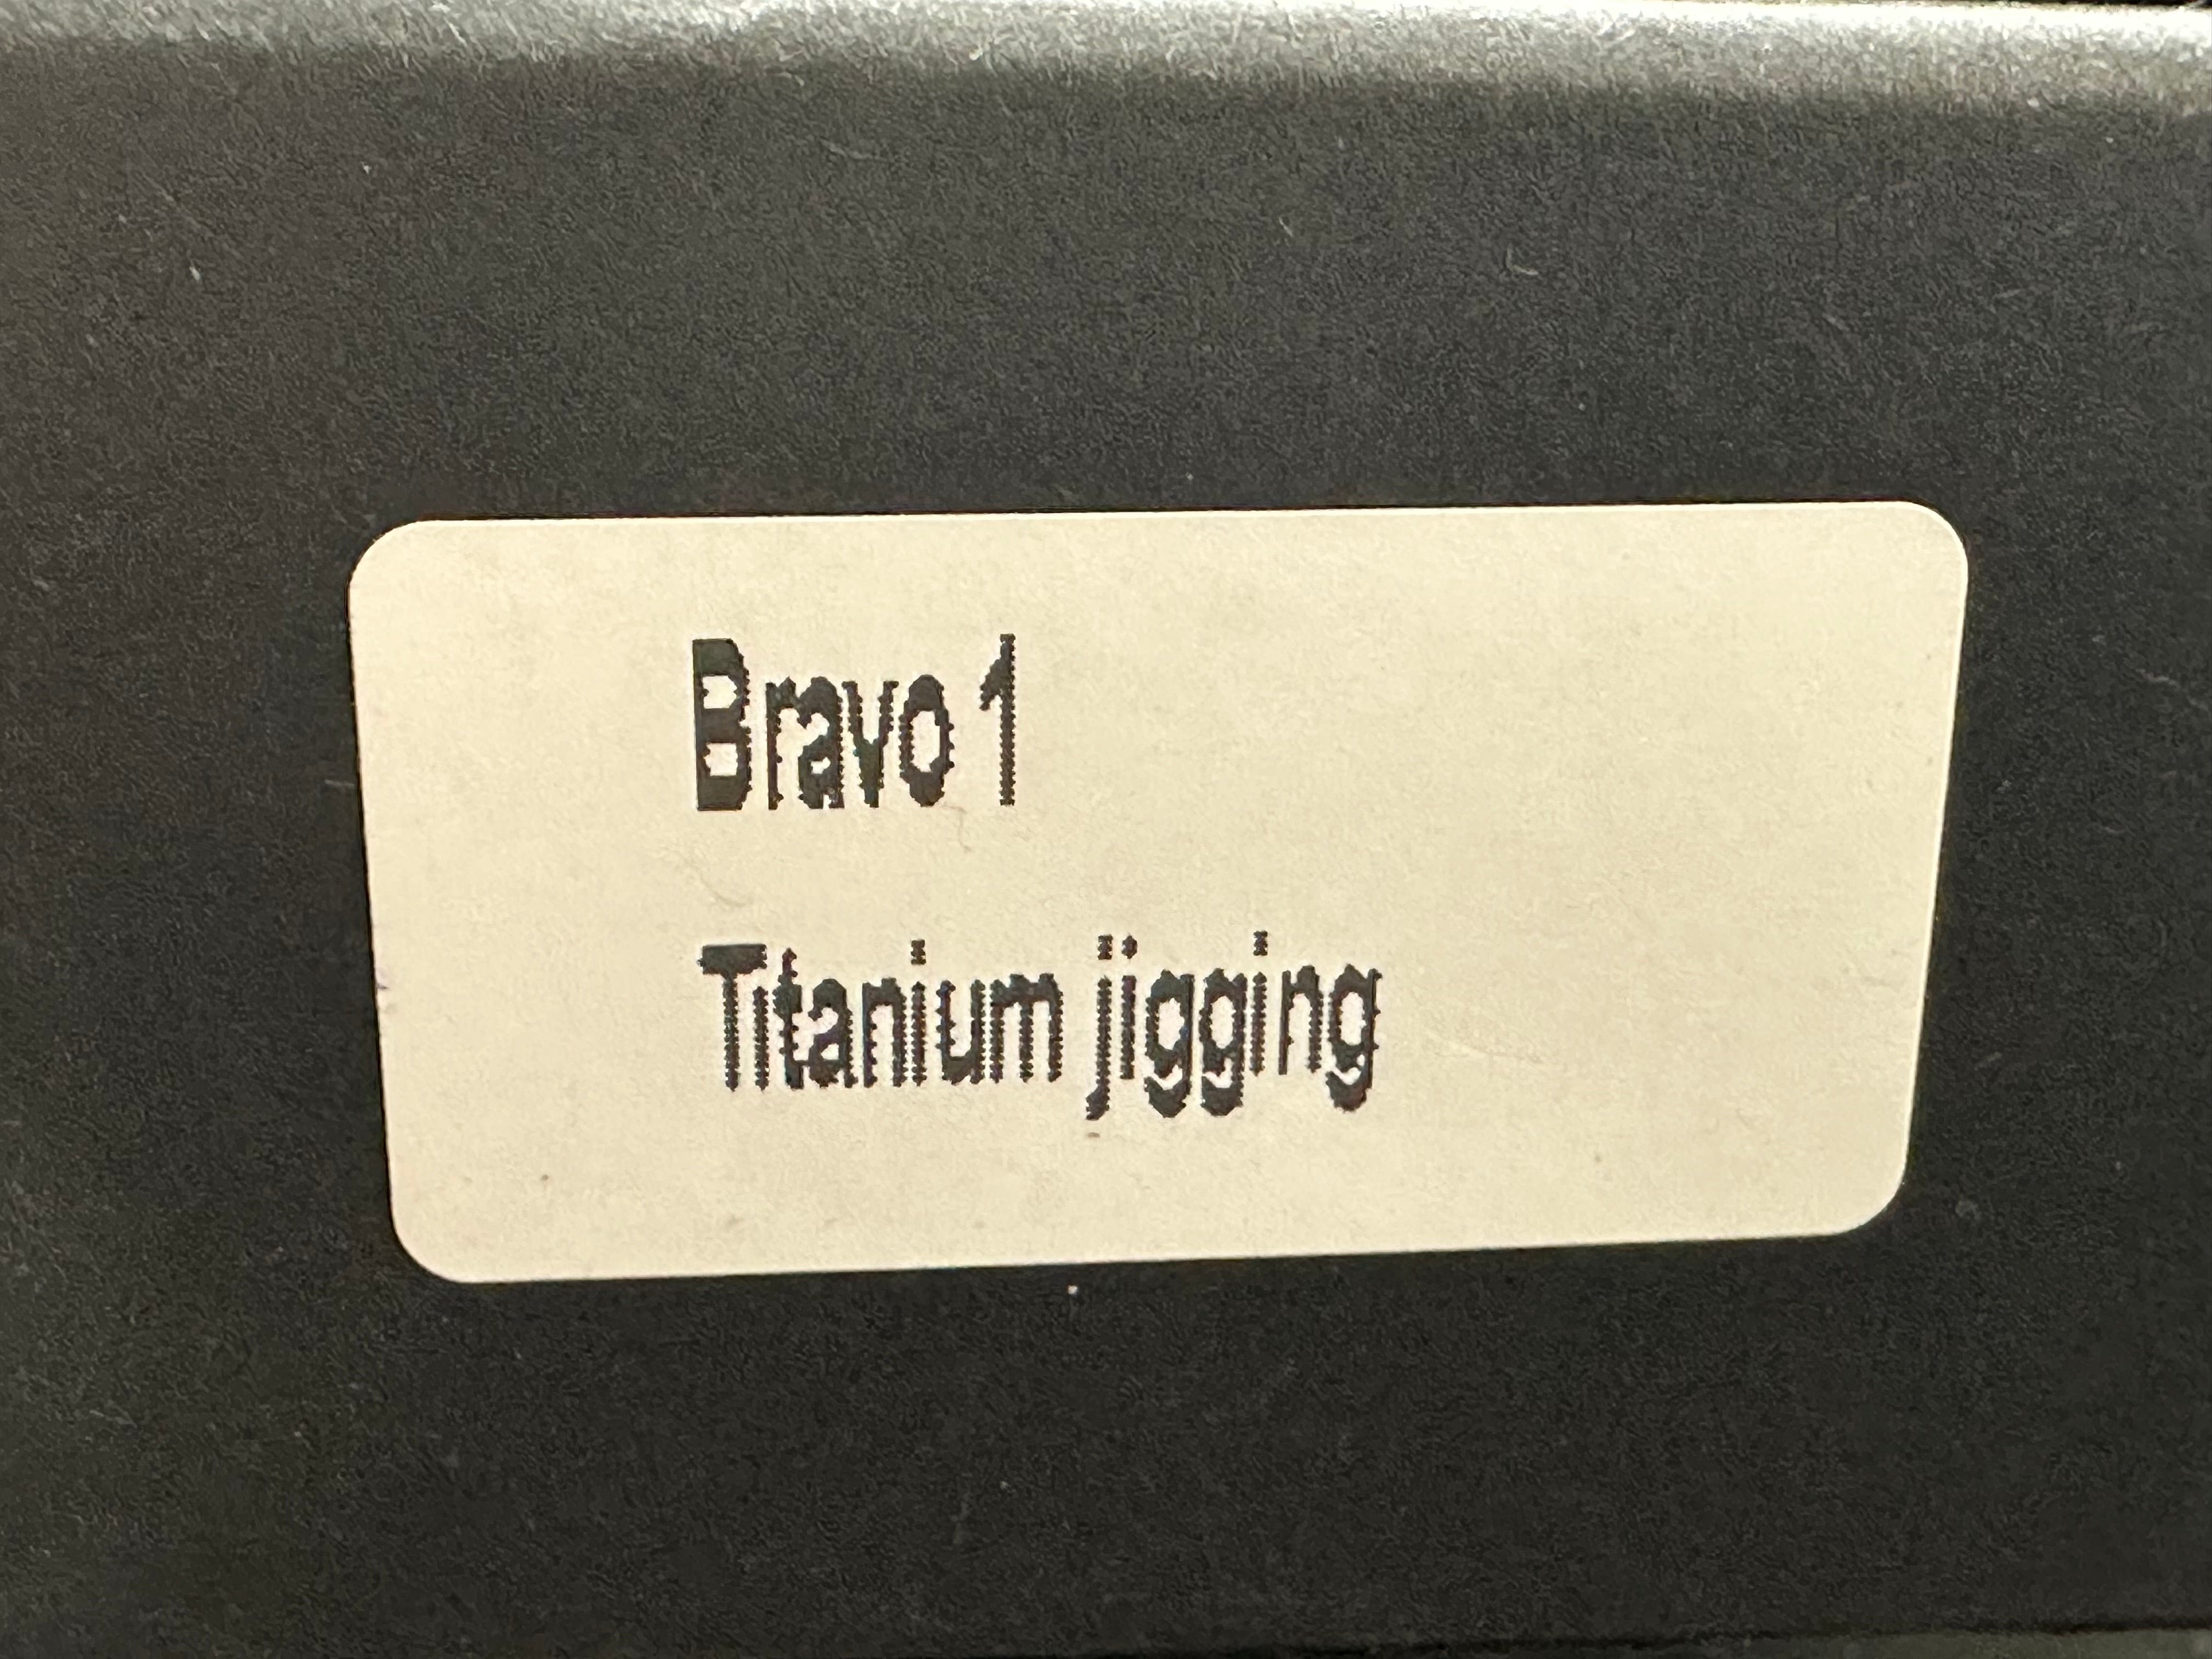 Bravo 1
Titanium jigging